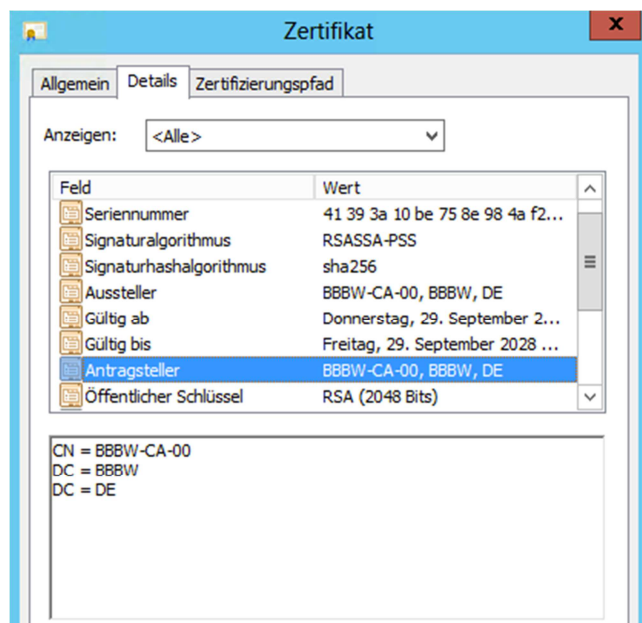 Zertifikat
x
Allgemein Details Zertifizierungspfad
Anzeigen: <Alle>
Feld Wert
Seriennummer 41 39 3a 10 be 75 8e 98 4a f2...
Signaturalgorithmus RSASSA-PSS
Signaturhashalgorithmus sha256
Aussteller BBBW-CA-00, BBBW, DE
Gültig ab Donnerstag, 29. September 2...
Gültig bis Freitag, 29. September 2028 ...
Antragsteller BBBW-CA-00, BBBW, DE
Öffentlicher Schlüssel RSA (2048 Bits)
CN = BBBW-CA-00
DC = BBBW
DC = DE